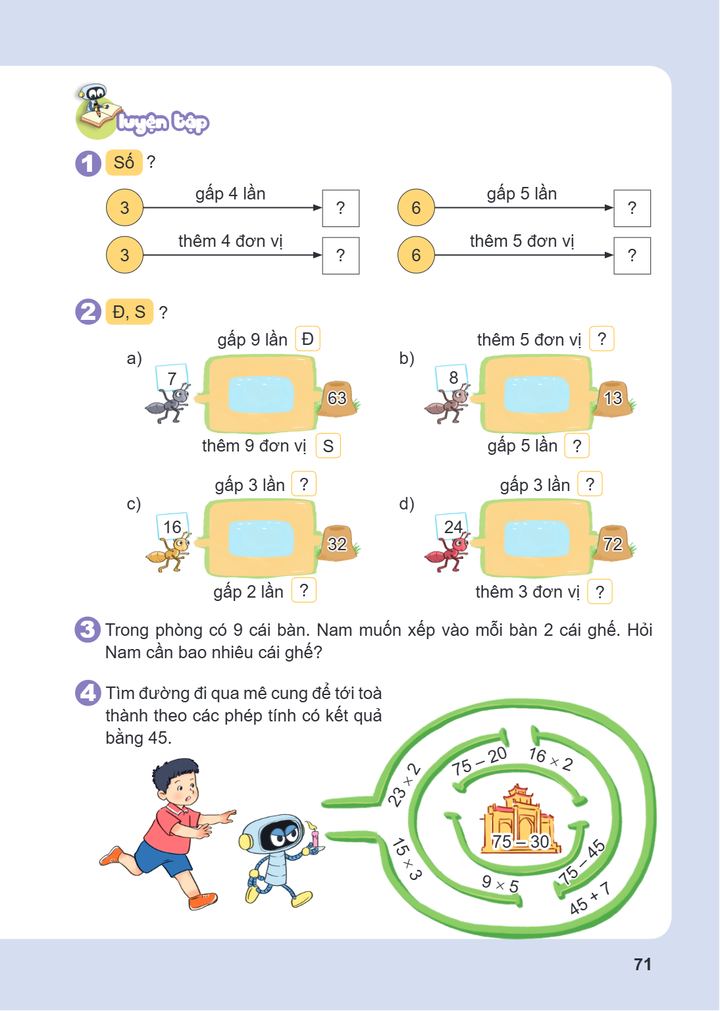 luyện tập
1 Số ?
3 gấp 4 lần ? 6 gấp 5 lần ?
3 thêm 4 đơn vị ? 6 thêm 5 đơn vị ?
2 Đ, S ?
gấp 9 lần Đ
a) 7 63
thêm 9 đơn vị S
thêm 5 đơn vị ?
b) 8 13
gấp 5 lần ?
gấp 3 lần ?
c) 16 32
gấp 2 lần ?
gấp 3 lần ?
d) 24 72
thêm 3 đơn vị ?
3 Trong phòng có 9 cái bàn. Nam muốn xếp vào mỗi bàn 2 cái ghế. Hỏi
Nam cần bao nhiêu cái ghế?
4 Tìm đường đi qua mê cung để tới toà
thành theo các phép tính có kết quả
bằng 45.
23 × 2
75 – 20
16 × 2
75 – 30
15 × 3
9 × 5
75 – 45
45 + 7
71